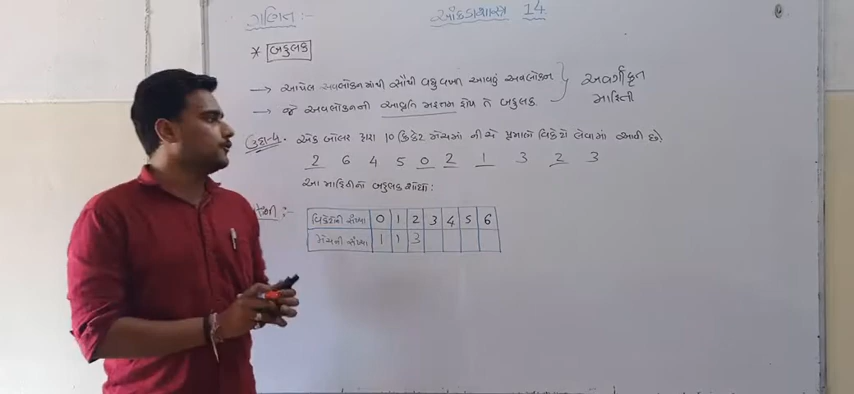 ગણિત :- આંકડાશાસ્ત્ર 14
* બહુલક
→ આપેલ અવલોકનમાંથી સૌથી વધુ વખત આવતું અવલોકન
→ જે અવલોકનની આવૃત્તિ મહત્તમ હોય તે બહુલક
અવર્ગીકૃત
માહિતી
ઉદા-4. એક બોલર દ્વારા 10 ક્રિકેટ મેચમાં નીચે પ્રમાણે વિકેટો લેવામાં આવી છે.
2 6 4 5 0 2 1 3 2 3
આ માહિતીનો બહુલક શોધો:
વિકેટની સંખ્યા 0 1 2 3 4 5 6
મેચની સંખ્યા 1 1 3